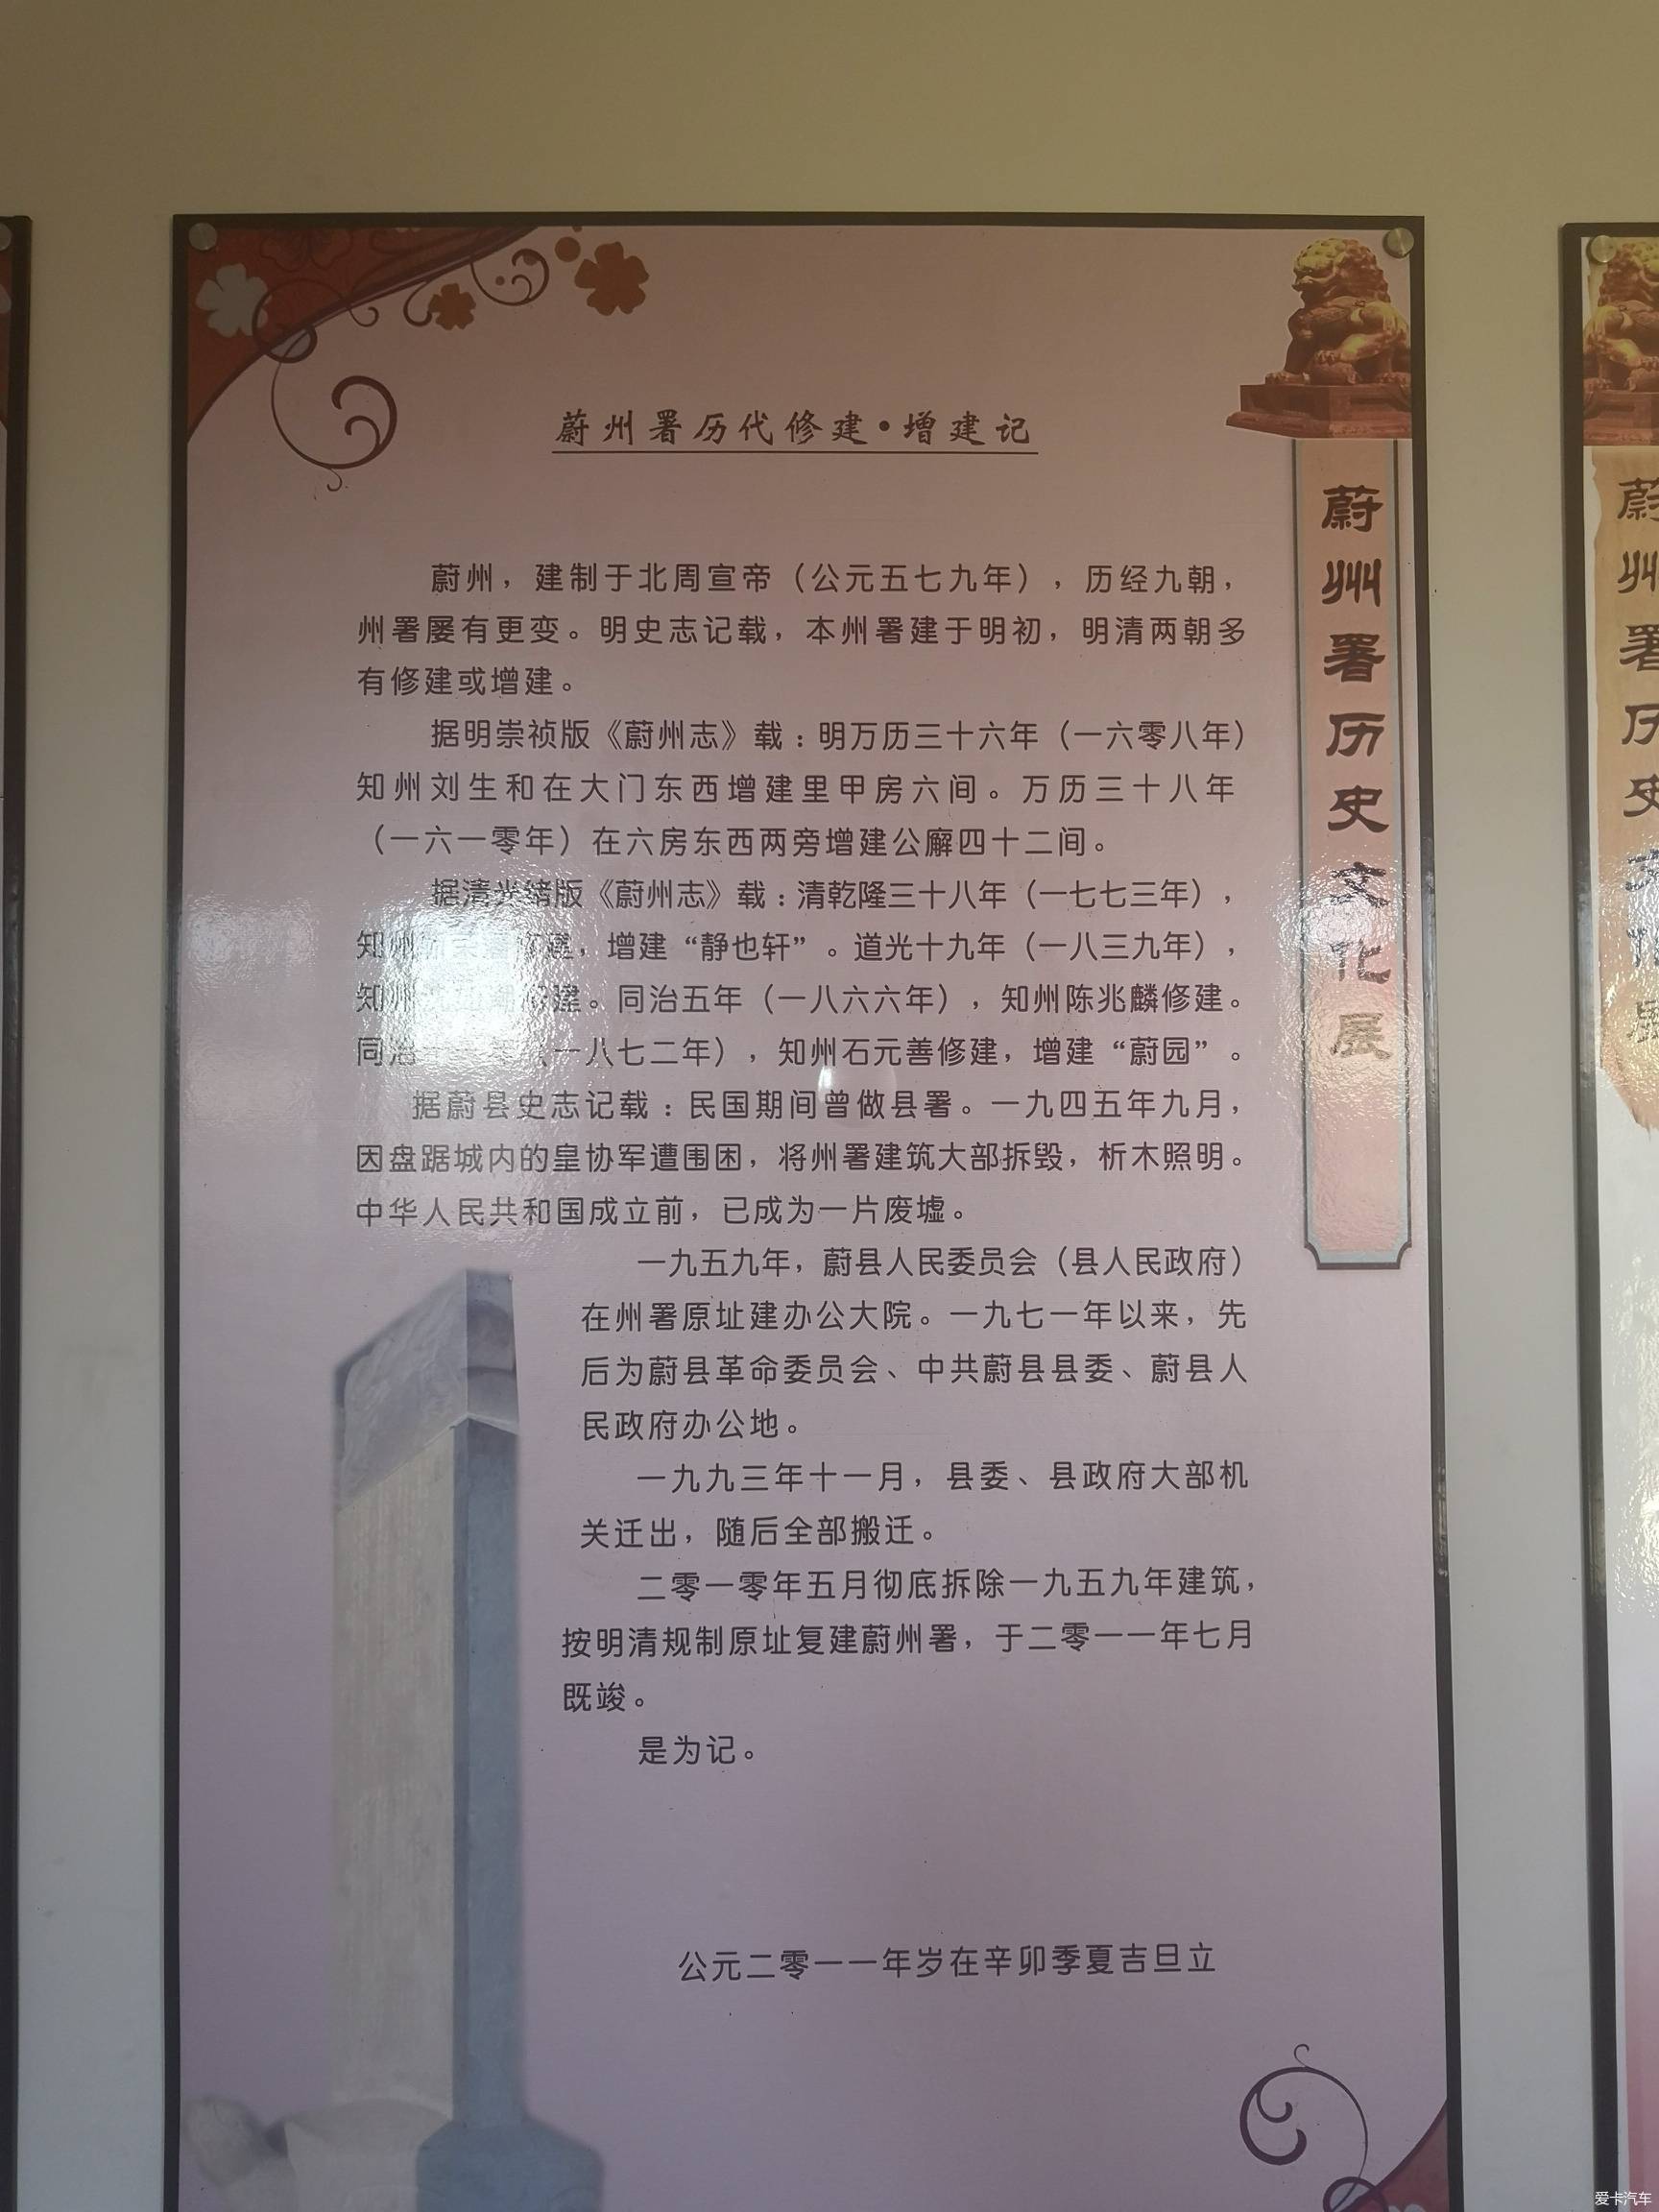 蔚州署历代修建·增建记
蔚州，建制于北周宣帝（公元五七九年），历经九朝，
州署屡有更变。明史志记载，本州署建于明初，明清两朝多
有修建或增建。
据明崇祯版《蔚州志》载：明万历三十六年（一六零八年）
知州刘生和在大门东西增建里甲房六间。万历三十八年
（一六一零年）在六房东西两旁增建公廨四十二间。
据清光绪版《蔚州志》载：清乾隆三十八年（一七七三年），
知州 修建，增建“静也轩”。道光十九年（一八三九年），
知州 建。同治五年（一八六六年），知州陈兆麟修建。
同治 （一八七二年），知州石元善修建，增建“蔚园”。
据蔚县史志记载：民国期间曾做县署。一九四五年九月，
因盘踞城内的皇协军遭围困，将州署建筑大部拆毁，析木照明。
中华人民共和国成立前，已成为一片废墟。
一九五九年，蔚县人民委员会（县人民政府）
在州署原址建办公大院。一九七一年以来，先
后为蔚县革命委员会、中共蔚县县委、蔚县人
民政府办公地。
一九九三年十一月，县委、县政府大部机
关迁出，随后全部搬迁。
二零一零年五月彻底拆除一九五九年建筑，
按明清规制原址复建蔚州署，于二零一一年七月
既竣。
是为记。
公元二零一一年岁在辛卯季夏吉旦立
蔚州署历史文化展
蔚州署历史文化展
爱卡汽车